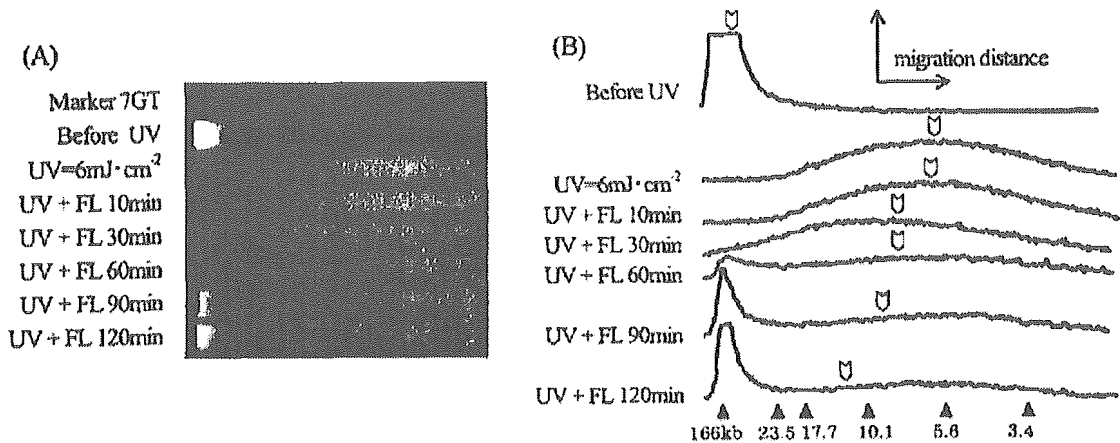 (A)
Marker 7GT
Before UV
UV=6mJ·cm⁻²
UV + FL 10min
UV + FL 30min
UV + FL 60min
UV + FL 90min
UV + FL 120min
(B)
migration distance
Before UV
UV=6mJ·cm⁻²
UV + FL 10min
UV + FL 30min
UV + FL 60min
UV + FL 90min
UV + FL 120min
166kb 23.5 17.7 10.1 5.6 3.4